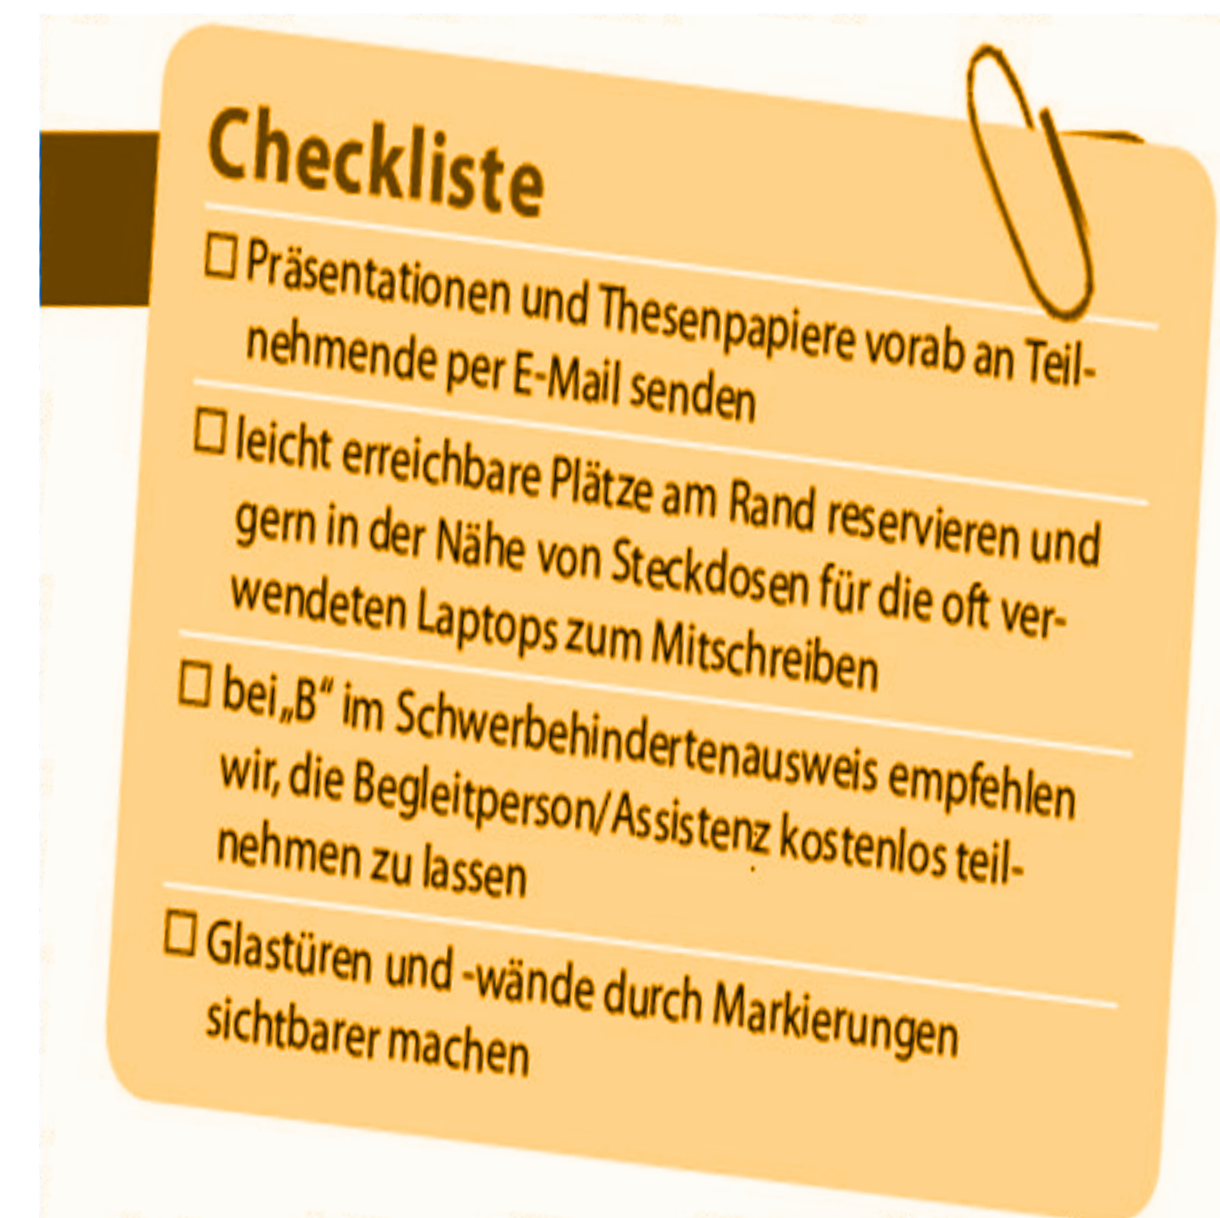 Checkliste
☐ Präsentationen und Thesenpapiere vorab an Teil-
nehmende per E-Mail senden
☐ leicht erreichbare Plätze am Rand reservieren und
gern in der Nähe von Steckdosen für die oft ver-
wendeten Laptops zum Mitschreiben
☐ bei „B“ im Schwerbehindertenausweis empfehlen
wir, die Begleitperson/Assistenz kostenlos teil-
nehmen zu lassen
☐ Glastüren und -wände durch Markierungen
sichtbarer machen